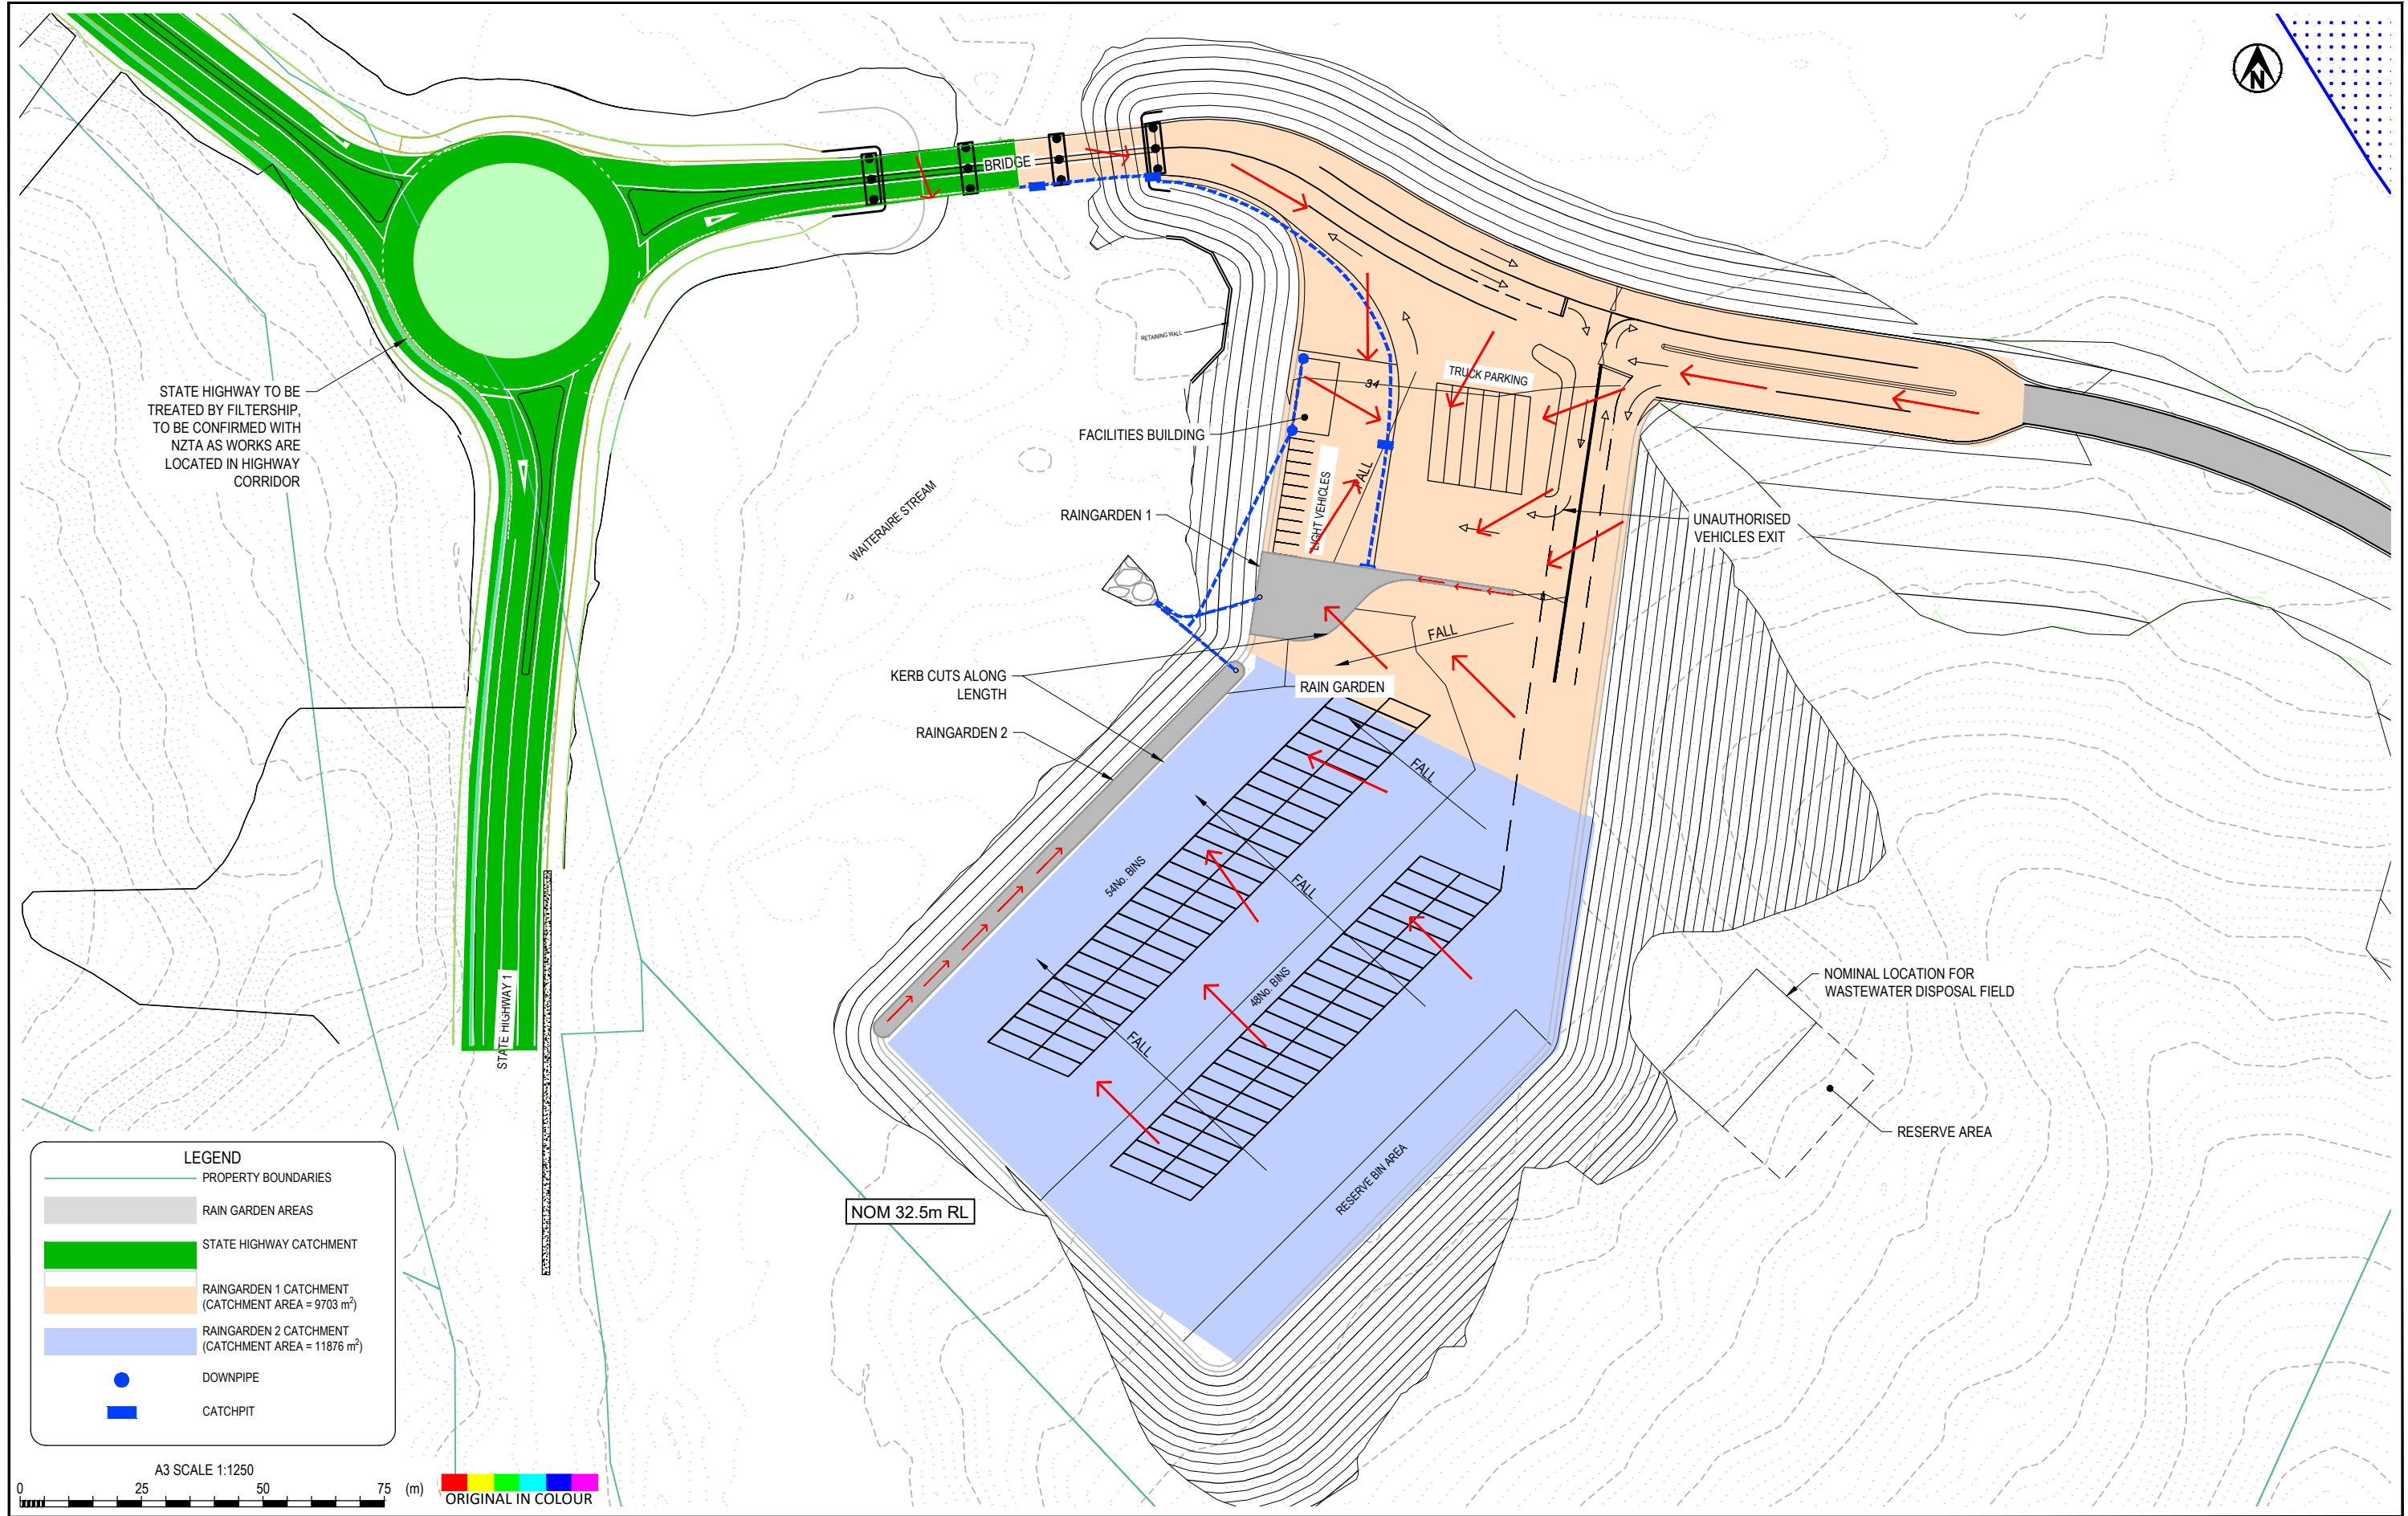 N
BRIDGE
RETAINING WALL
STATE HIGHWAY TO BE
TREATED BY FILTERSHIP,
TO BE CONFIRMED WITH
NZTA AS WORKS ARE
LOCATED IN HIGHWAY
CORRIDOR
34
TRUCK PARKING
FACILITIES BUILDING
LIGHT VEHICLES
FALL
WAITERAIRE STREAM
RAINGARDEN 1
UNAUTHORISED
VEHICLES EXIT
FALL
KERB CUTS ALONG
LENGTH
RAIN GARDEN
RAINGARDEN 2
FALL
54No. BINS
FALL
48No. BINS
FALL
NOMINAL LOCATION FOR
WASTEWATER DISPOSAL FIELD
STATE HIGHWAY 1
RESERVE AREA
RESERVE BIN AREA
NOM 32.5m RL
LEGEND
PROPERTY BOUNDARIES
RAIN GARDEN AREAS
STATE HIGHWAY CATCHMENT
RAINGARDEN 1 CATCHMENT
(CATCHMENT AREA = 9703 m²)
RAINGARDEN 2 CATCHMENT
(CATCHMENT AREA = 11876 m²)
DOWNPIPE
CATCHPIT
A3 SCALE 1:1250
0 25 50 75 (m)
ORIGINAL IN COLOUR